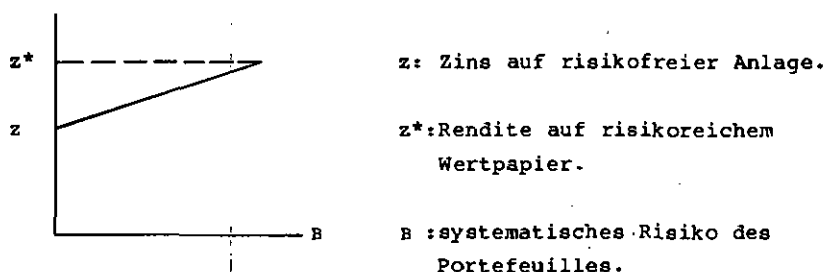 z*
z: Zins auf risikofreier Anlage.
z
z*:Rendite auf risikoreichem
Wertpapier.
B
B :systematisches Risiko des
Portefeuilles.